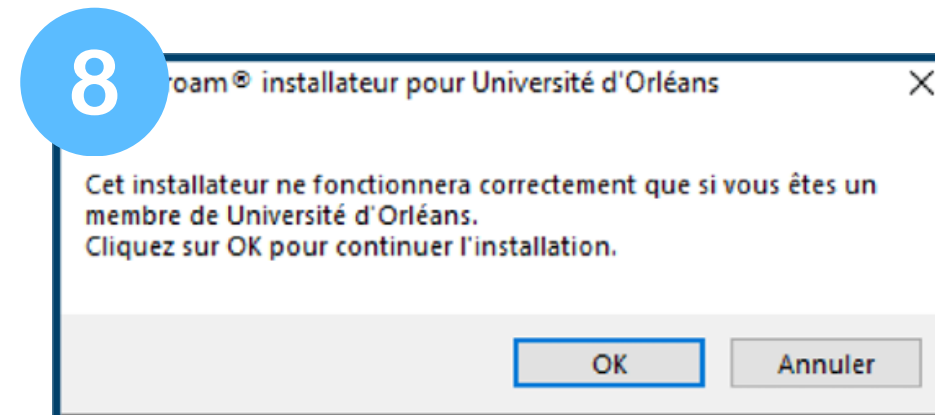 8
roam® installateur pour Université d'Orléans
Cet installateur ne fonctionnera correctement que si vous êtes un
membre de Université d'Orléans.
Cliquez sur OK pour continuer l'installation.
OK
Annuler